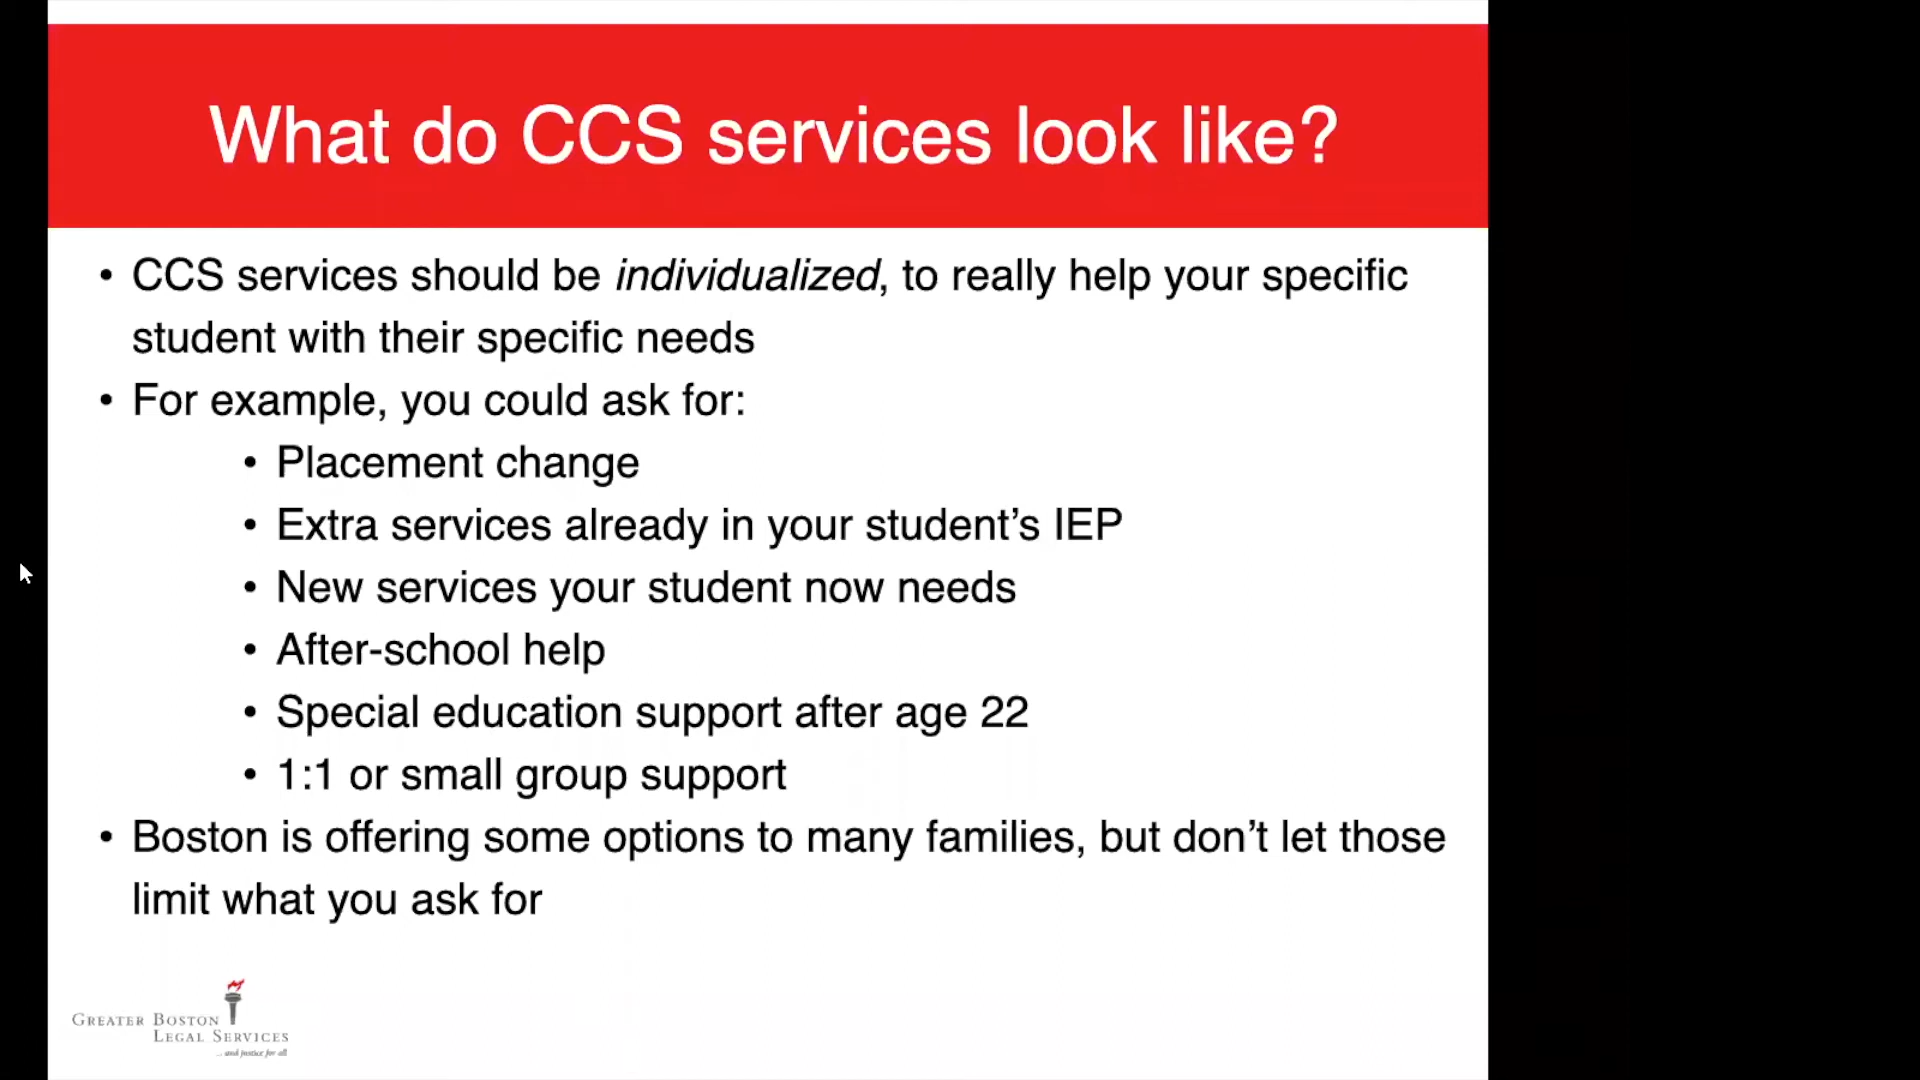 What do CCS services look like?
• CCS services should be individualized, to really help your specific
student with their specific needs
• For example, you could ask for:
• Placement change
• Extra services already in your student’s IEP
• New services your student now needs
• After-school help
• Special education support after age 22
• 1:1 or small group support
• Boston is offering some options to many families, but don’t let those
limit what you ask for
GREATER BOSTON
LEGAL SERVICES
... and justice for all